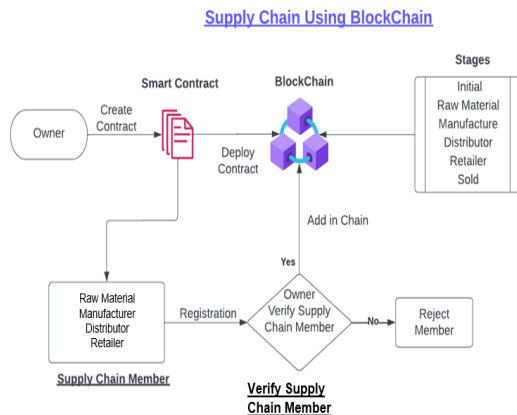 Supply Chain Using BlockChain
Stages
Smart Contract
BlockChain
Initial
Raw Material
Manufacture
Distributor
Retailer
Sold
Owner
Create
Contract
Deploy
Contract
Add in Chain
Yes
Raw Material
Manufacturer
Distributor
Retailer
Registration
Owner
Verify Supply
Chain Member
No
Reject
Member
Supply Chain Member
Verify Supply
Chain Member